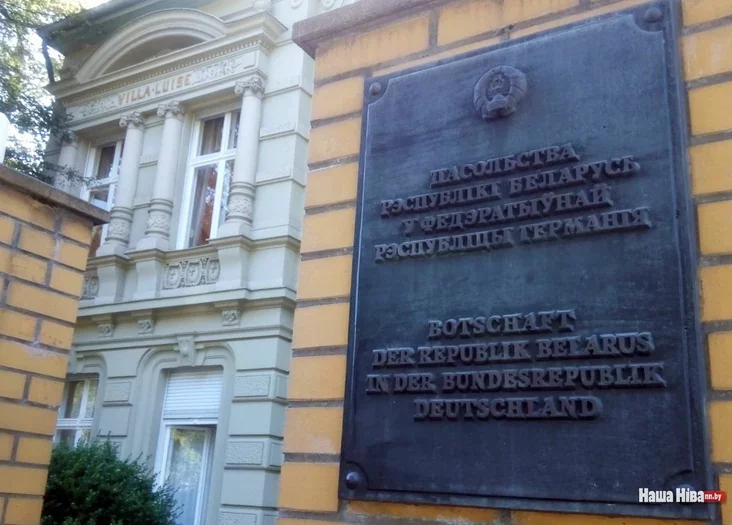 VILLA LUISE
ПАСОЛЬСТВА
РЭСПУБЛІКІ БЕЛАРУСЬ
У ФЕДЭРАТЫЎНАЙ
РЭСПУБЛІЦЫ ГЕРМАНІЯ
BOTSCHAFT
DER REPUBLIK BELARUS
IN DER BUNDESREPUBLIK
DEUTSCHLAND
Наша Ніва nn.by